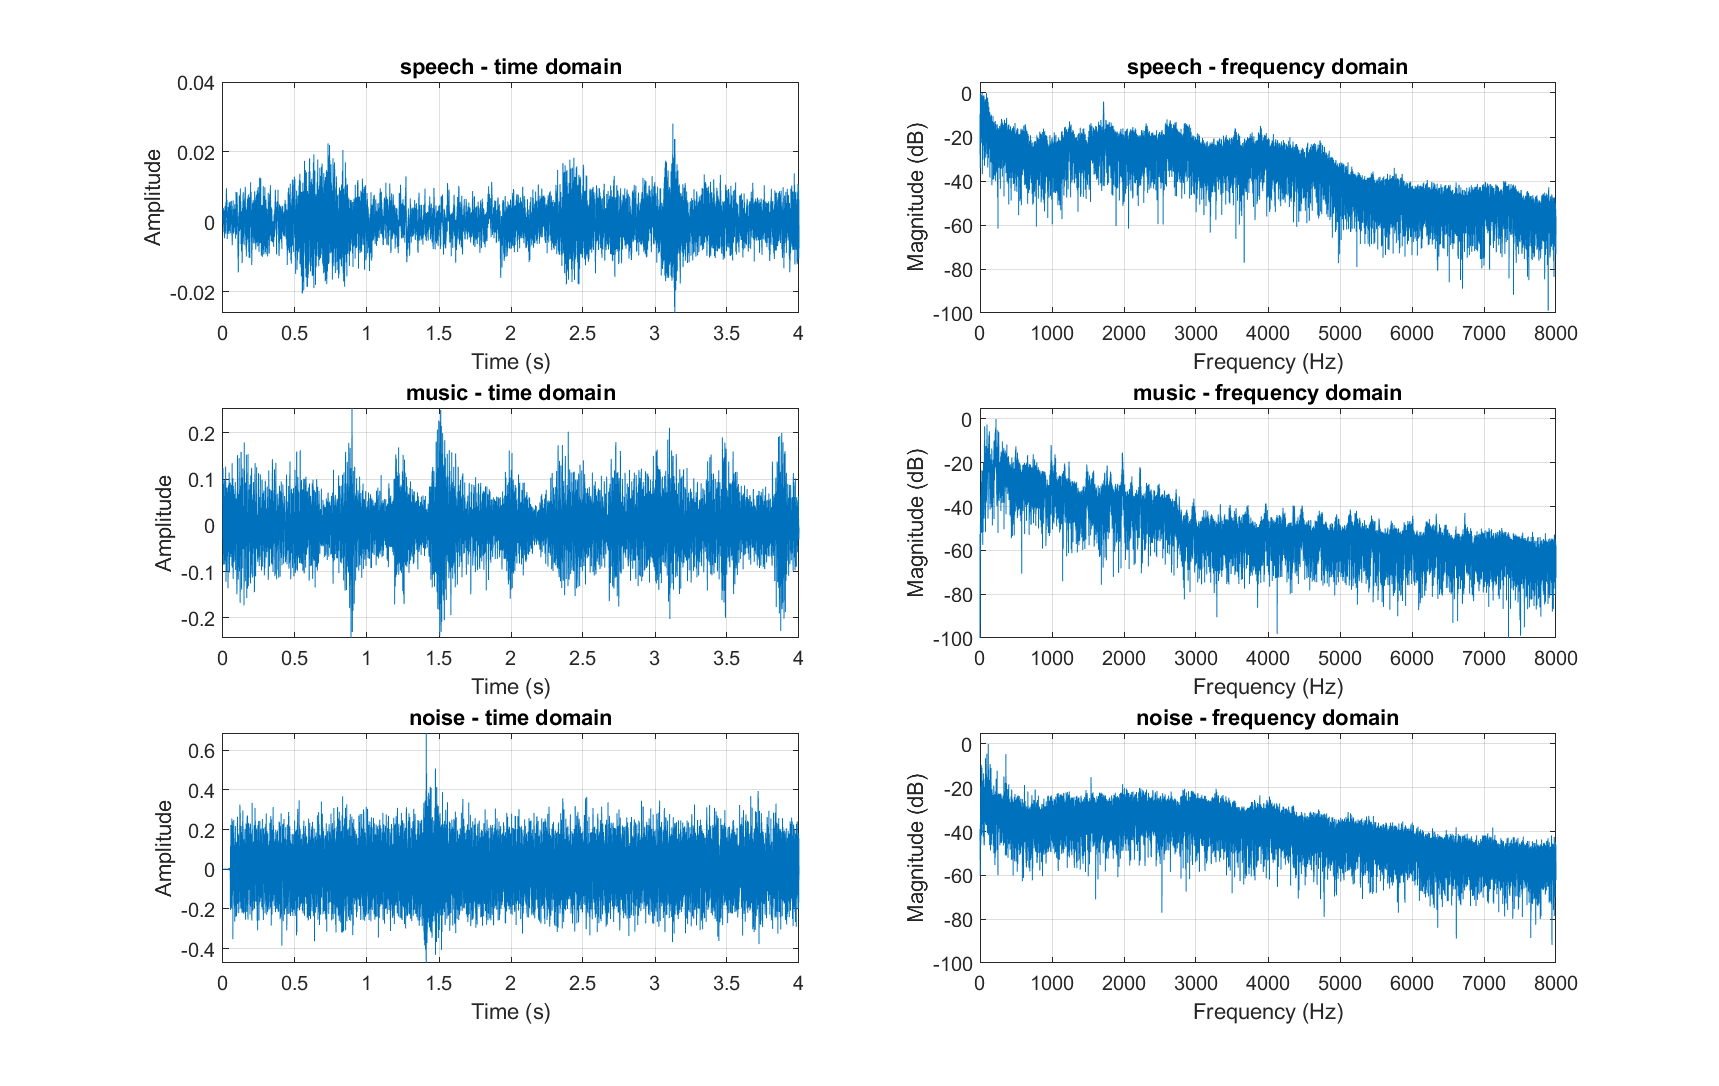 speech - time domain
0.04
0.02
0
-0.02
Amplitude
0 0.5 1 1.5 2 2.5 3 3.5 4
Time (s)
speech - frequency domain
0
-20
-40
-60
-80
-100
Magnitude (dB)
0 1000 2000 3000 4000 5000 6000 7000 8000
Frequency (Hz)
music - time domain
0.2
0.1
0
-0.1
-0.2
Amplitude
0 0.5 1 1.5 2 2.5 3 3.5 4
Time (s)
music - frequency domain
0
-20
-40
-60
-80
-100
Magnitude (dB)
0 1000 2000 3000 4000 5000 6000 7000 8000
Frequency (Hz)
noise - time domain
0.6
0.4
0.2
0
-0.2
-0.4
Amplitude
0 0.5 1 1.5 2 2.5 3 3.5 4
Time (s)
noise - frequency domain
0
-20
-40
-60
-80
-100
Magnitude (dB)
0 1000 2000 3000 4000 5000 6000 7000 8000
Frequency (Hz)